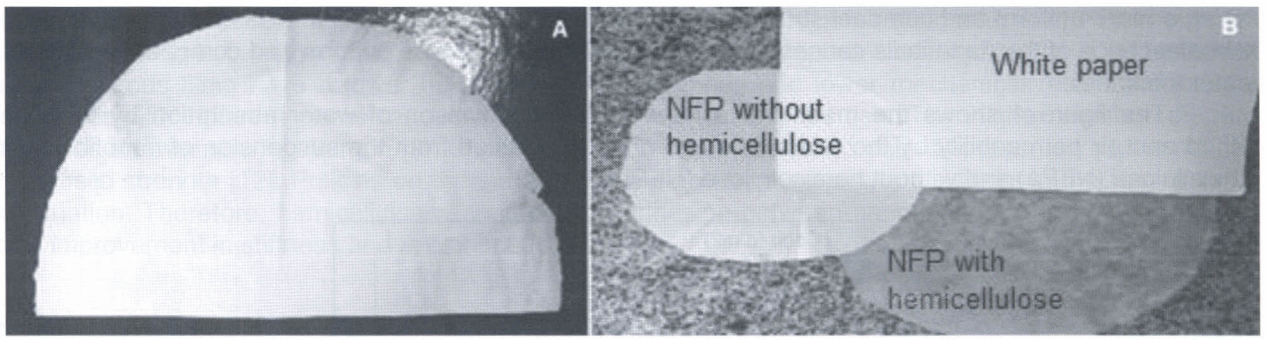 A
B
White paper
NFP without
hemicellulose
NFP with
hemicellulose